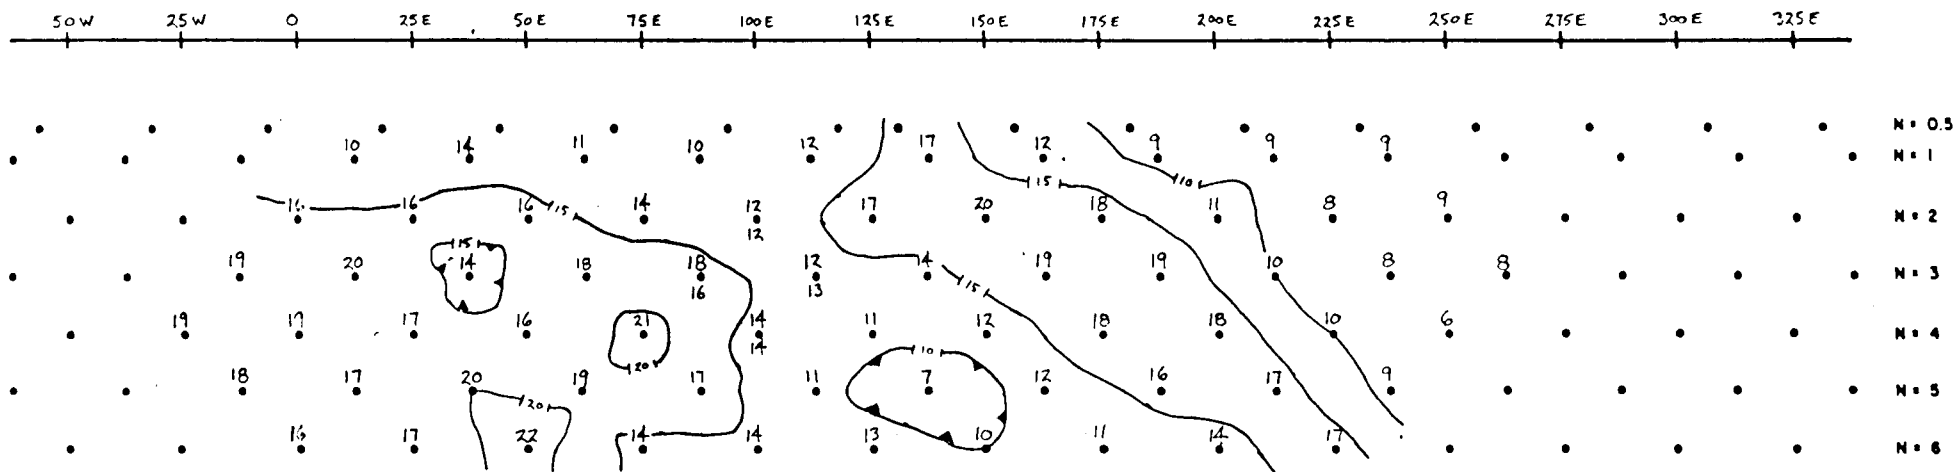 50W 25W 0 25E 50E 75E 100E 125E 150E 175E 200E 225E 250E 275E 300E 325E
N = 0.5
10 14 11 10 12 17 12 9 9 9 N = 1
15 10
16 16 16 15 14 12 17 20 18 11 8 9 N = 2
12
15
19 20 14 18 18 12 4 19 19 10 8 8 N = 3
16 13 15
19 17 17 16 21 14 11 12 18 18 10 6 N = 4
14
20 10
18 17 20 19 17 11 7 12 16 17 9 N = 5
20
16 17 22 14 14 13 10 11 14 17 N = 6